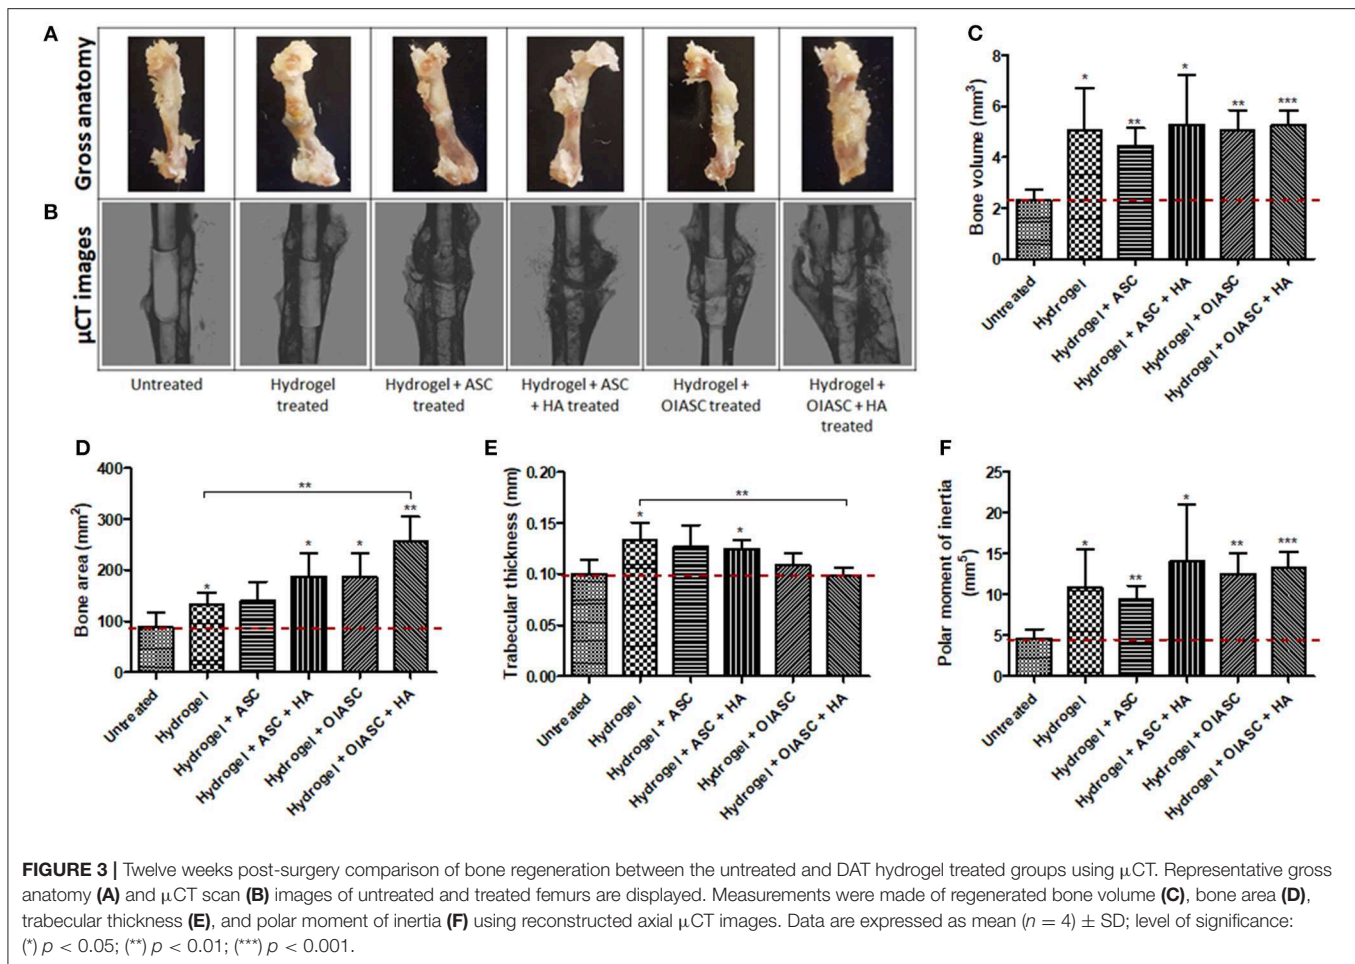 A
Gross anatomy
B
µCT images
Untreated
Hydrogel
treated
Hydrogel + ASC
treated
Hydrogel + ASC
+ HA treated
Hydrogel +
OIASC treated
Hydrogel +
OIASC + HA
treated
C
Bone volume (mm³)
8
6
4
2
0
*
**
*
**
***
Untreated
Hydrogel
Hydrogel + ASC
Hydrogel + ASC + HA
Hydrogel + OIASC
Hydrogel + OIASC + HA
D
Bone area (mm²)
400
300
200
100
0
**
*
*
*
**
Untreated
Hydrogel
Hydrogel + ASC
Hydrogel + ASC + HA
Hydrogel + OIASC
Hydrogel + OIASC + HA
E
Trabecular thickness (mm)
0.20
0.15
0.10
0.05
0.00
**
*
*
Untreated
Hydrogel
Hydrogel + ASC
Hydrogel + ASC + HA
Hydrogel + OIASC
Hydrogel + OIASC + HA
F
Polar moment of inertia
(mm⁵)
25
20
15
10
5
0
*
**
*
**
***
Untreated
Hydrogel
Hydrogel + ASC
Hydrogel + ASC + HA
Hydrogel + OIASC
Hydrogel + OIASC + HA
FIGURE 3 | Twelve weeks post-surgery comparison of bone regeneration between the untreated and DAT hydrogel treated groups using µCT. Representative gross
anatomy (A) and µCT scan (B) images of untreated and treated femurs are displayed. Measurements were made of regenerated bone volume (C), bone area (D),
trabecular thickness (E), and polar moment of inertia (F) using reconstructed axial µCT images. Data are expressed as mean (n = 4) ± SD; level of significance:
(*) p < 0.05; (**) p < 0.01; (***) p < 0.001.